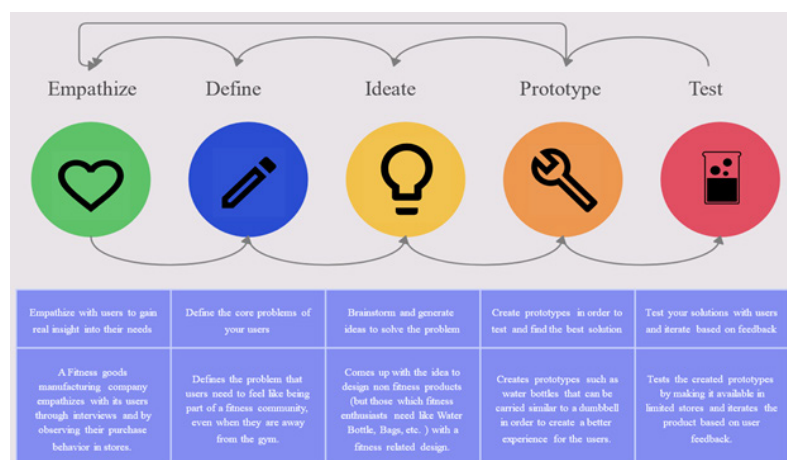 Empathize
Define
Ideate
Prototype
Test
Empathize with users to gain
real insight into their needs
Define the core problems of
your users
Brainstorm and generate
ideas to solve the problem
Create prototypes in order to
test and find the best solution
Test your solutions with users
and iterate based on feedback
A Fitness goods
manufacturing company
empathizes with its users
through interviews and by
observing their purchase
behavior in stores.
Defines the problem that
users need to feel like being
part of a fitness community,
even when they are away
from the gym.
Comes up with the idea to
design non fitness products
(but those which fitness
enthusiasts need like Water
Bottle, Bags, etc. ) with a
fitness related design.
Creates prototypes such as
water bottles that can be
carried similar to a dumbbell
in order to create a better
experience for the users.
Tests the created prototypes
by making it available in
limited stores and iterates the
product based on user
feedback.